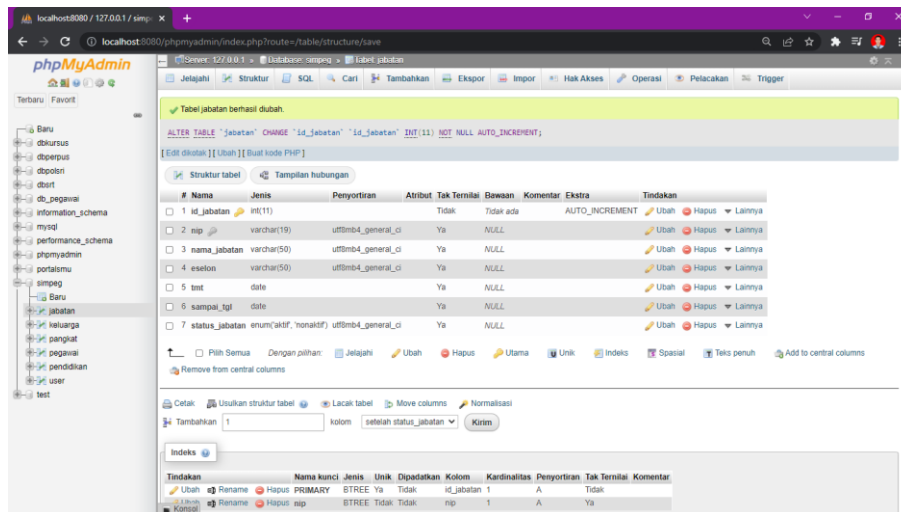 localhost:8080 / 127.0.0.1 / simp
localhost:8080/phpmyadmin/index.php?route=/table/structure/save
phpMyAdmin
Terbaru Favorit
Baru
dbkursus
dbperpus
dbpolsri
dbsrt
db_pegawai
information_schema
mysql
performance_schema
phpmyadmin
portalsmu
simpeg
Baru
jabatan
keluarga
pangkat
pegawai
pendidikan
user
test
Server: 127.0.0.1 » Database: simpeg » Tabel: jabatan
Jelajahi Struktur SQL Cari Tambahkan Ekspor Impor Hak Akses Operasi Pelacakan Trigger
Tabel jabatan berhasil diubah.
ALTER TABLE `jabatan` CHANGE `id_jabatan` `id_jabatan` INT(11) NOT NULL AUTO_INCREMENT;
[ Edit dikotak ] [ Ubah ] [ Buat kode PHP ]
Struktur tabel Tampilan hubungan
# Nama Jenis Penyortiran Atribut Tak Ternilai Bawaan Komentar Ekstra Tindakan
1 id_jabatan int(11) Tidak Tidak ada AUTO_INCREMENT Ubah Hapus Lainnya
2 nip varchar(19) utf8mb4_general_ci Ya NULL Ubah Hapus Lainnya
3 nama_jabatan varchar(50) utf8mb4_general_ci Ya NULL Ubah Hapus Lainnya
4 eselon varchar(50) utf8mb4_general_ci Ya NULL Ubah Hapus Lainnya
5 tmt date Ya NULL Ubah Hapus Lainnya
6 sampai_tgl date Ya NULL Ubah Hapus Lainnya
7 status_jabatan enum('aktif', 'nonaktif') utf8mb4_general_ci Ya NULL Ubah Hapus Lainnya
Pilih Semua Dengan pilihan: Jelajahi Ubah Hapus Utama Unik Indeks Spasial Teks penuh Add to central columns
Remove from central columns
Cetak Usulkan struktur tabel Lacak tabel Move columns Normalisasi
Tambahkan 1 kolom setelah status_jabatan Kirim
Indeks
Tindakan Nama kunci Jenis Unik Dipadatkan Kolom Kardinalitas Penyortiran Tak Ternilai Komentar
Ubah Rename Hapus PRIMARY BTREE Ya Tidak id_jabatan 1 A Tidak
Ubah Rename Hapus nip BTREE Tidak Tidak nip 1 A Ya
Konsol